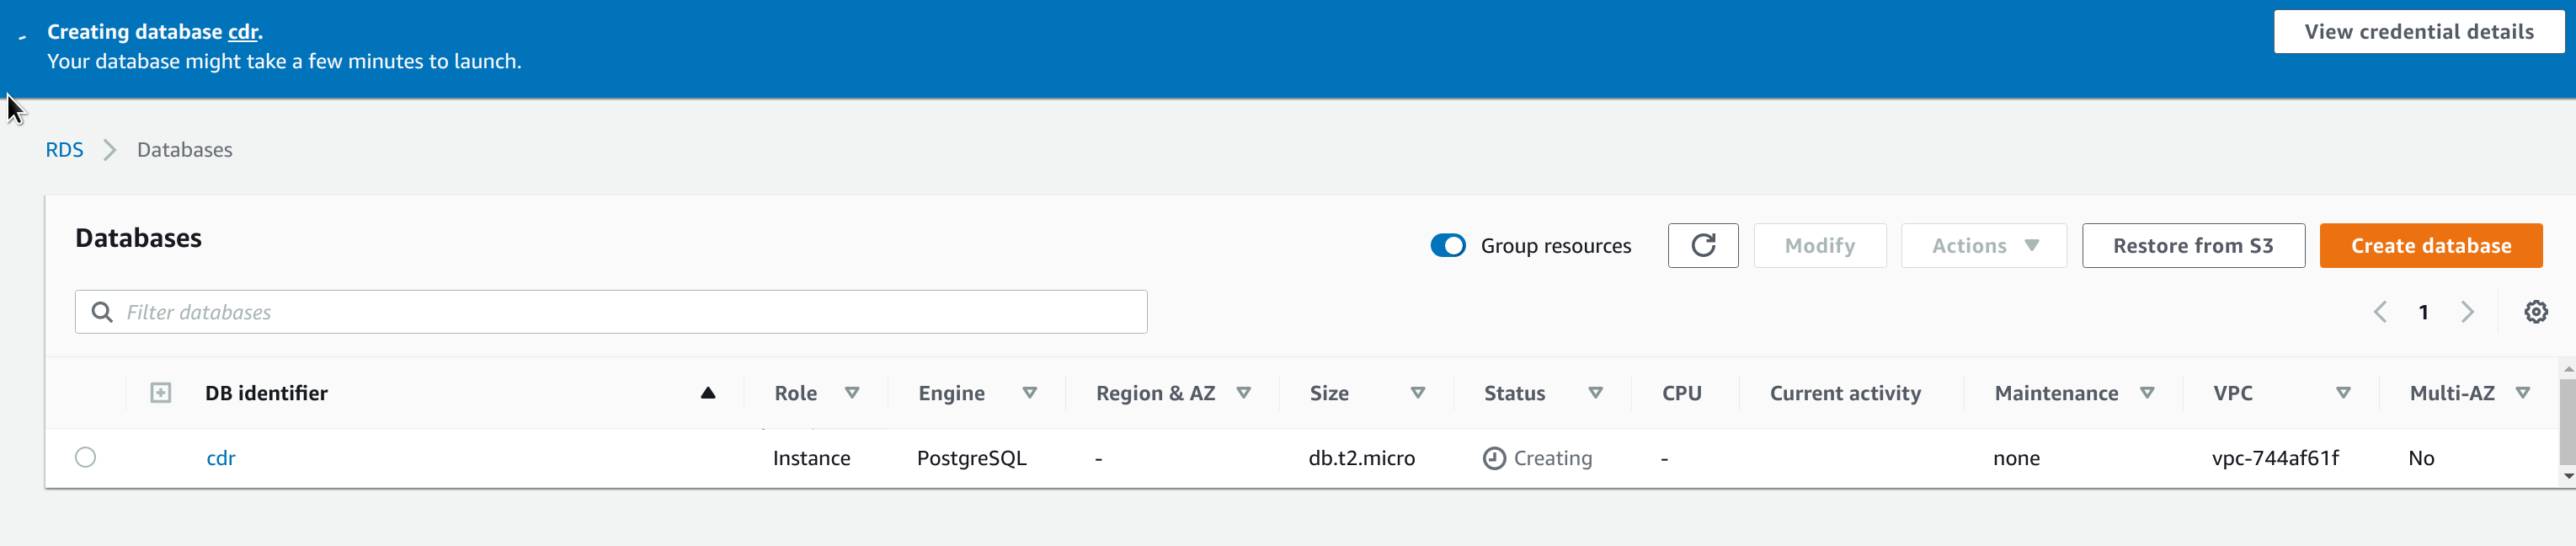 Creating database cdr.
Your database might take a few minutes to launch.
View credential details
RDS Databases
Databases
Group resources Modify Actions Restore from S3 Create database
Filter databases
1
DB identifier Role Engine Region & AZ Size Status CPU Current activity Maintenance VPC Multi-AZ
cdr Instance PostgreSQL - db.t2.micro Creating - none vpc-744af61f No